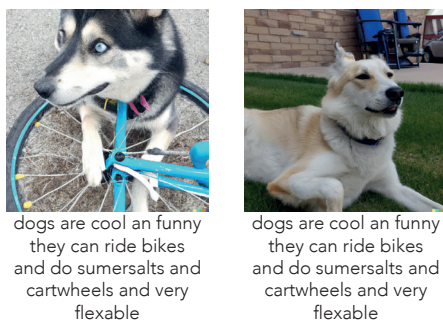 dogs are cool an funny
they can ride bikes
and do sumersalts and
cartwheels and very
flexable
dogs are cool an funny
they can ride bikes
and do sumersalts and
cartwheels and very
flexable